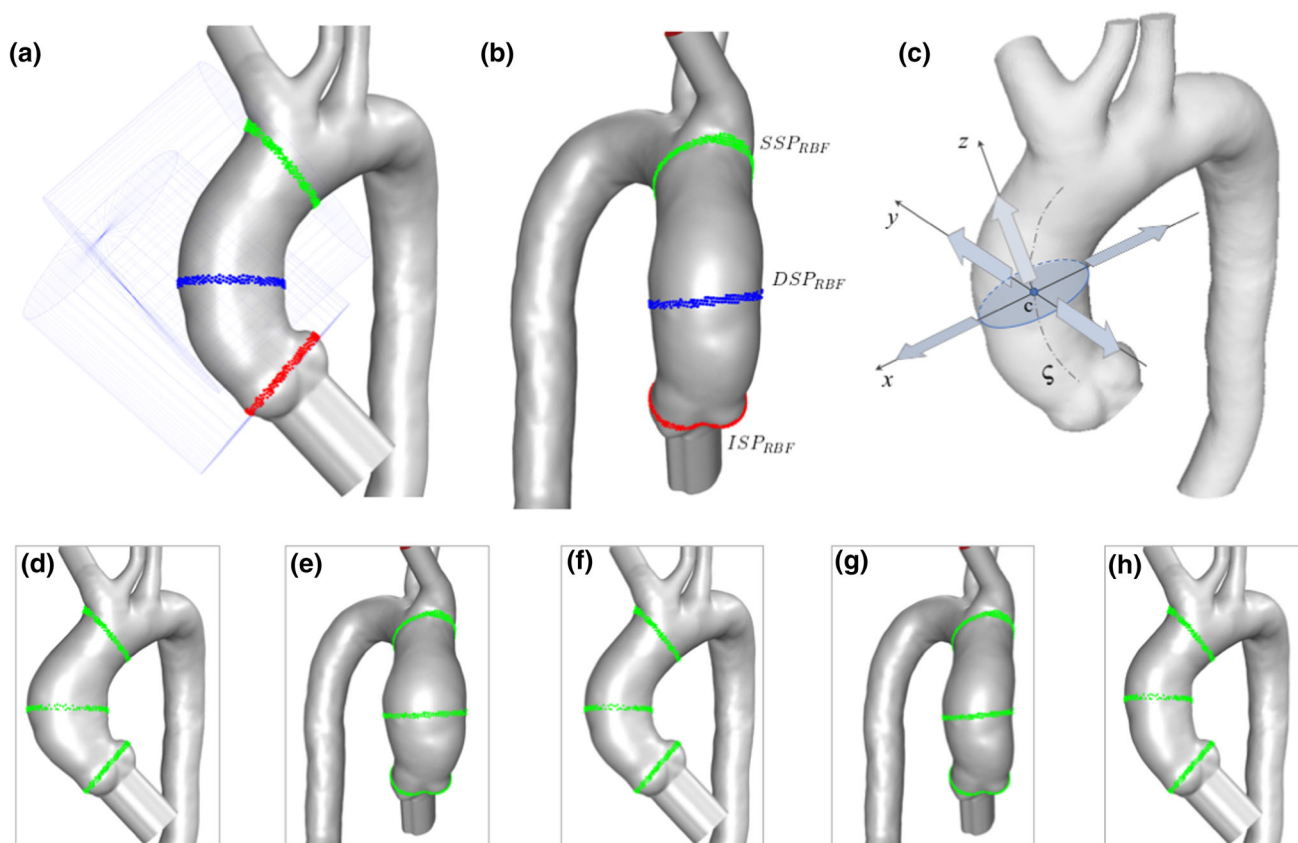 (a)
(b)
(c)
SSP_RBF
DSP_RBF
ISP_RBF
z
y
c
x
ς
(d)
(e)
(f)
(g)
(h)